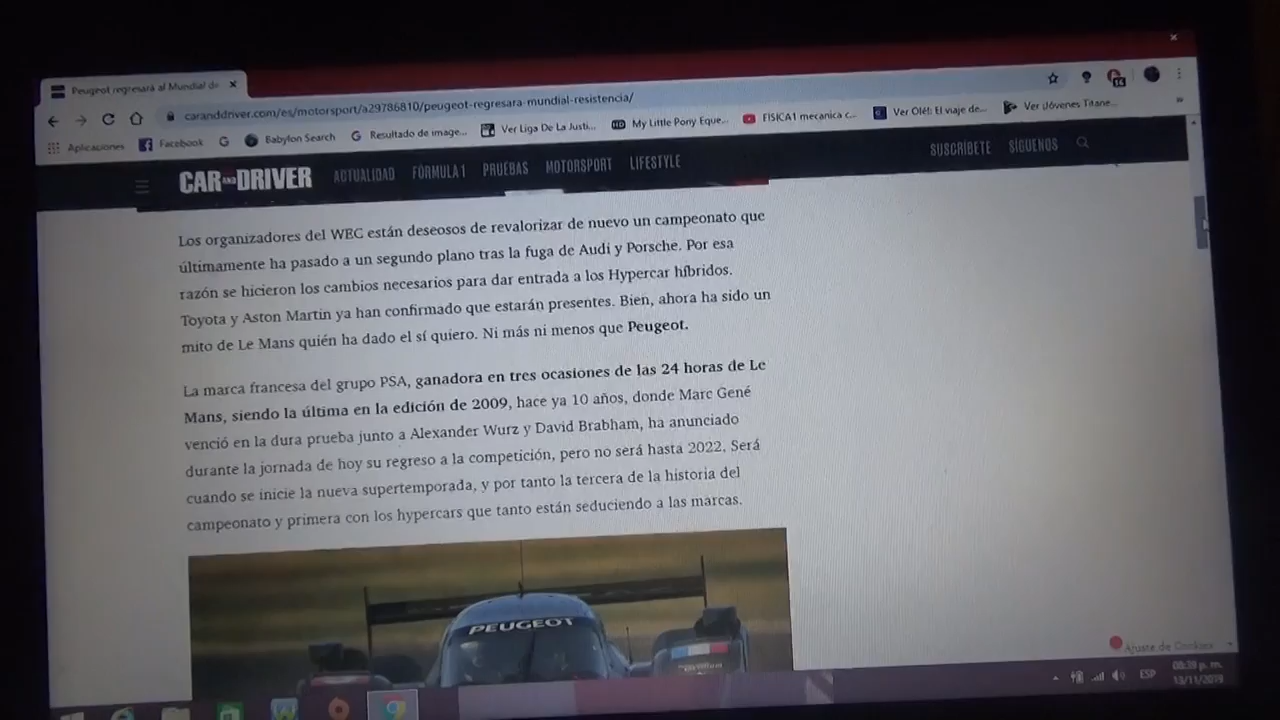 Peugeot regresará al Mundial de
caranddriver.com/es/motorsport/a29786810/peugeot-regresara-mundial-resistencia/
Aplicaciones Facebook Babylon Search Resultado de image... Ver Liga De La Justi... My Little Pony Eque... FISICA1 mecanica c... Ver Olé!: El viaje de... Ver Jóvenes Titane...
CAR AND DRIVER ACTUALIDAD FÓRMULA 1 PRUEBAS MOTORSPORT LIFESTYLE SUSCRÍBETE SÍGUENOS
Los organizadores del WEC están deseosos de revalorizar de nuevo un campeonato que
últimamente ha pasado a un segundo plano tras la fuga de Audi y Porsche. Por esa
razón se hicieron los cambios necesarios para dar entrada a los Hypercar híbridos.
Toyota y Aston Martin ya han confirmado que estarán presentes. Bien, ahora ha sido un
mito de Le Mans quién ha dado el sí quiero. Ni más ni menos que Peugeot.
La marca francesa del grupo PSA, ganadora en tres ocasiones de las 24 horas de Le
Mans, siendo la última en la edición de 2009, hace ya 10 años, donde Marc Gené
venció en la dura prueba junto a Alexander Wurz y David Brabham, ha anunciado
durante la jornada de hoy su regreso a la competición, pero no será hasta 2022. Será
cuando se inicie la nueva supertemporada, y por tanto la tercera de la historia del
campeonato y primera con los hypercars que tanto están seduciendo a las marcas.
PEUGEOT
Ajuste de Cookies
ESP
08:39 p. m.
13/11/2019